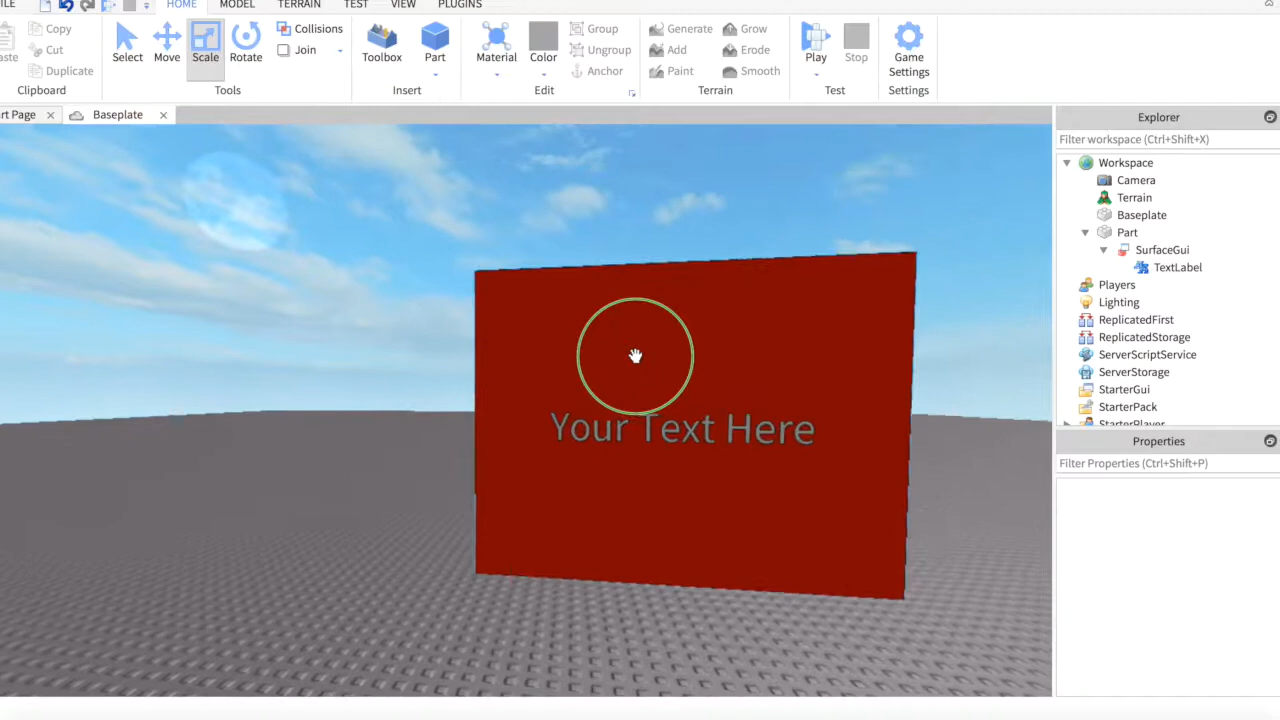 ILE HOME MODEL TERRAIN TEST VIEW PLUGINS
Copy
Cut
Duplicate
aste
Clipboard
Select
Move
Scale
Rotate
Collisions
Join
Tools
Toolbox
Part
Insert
Material
Color
Group
Ungroup
Anchor
Edit
Generate
Grow
Add
Erode
Paint
Smooth
Terrain
Play
Stop
Test
Game
Settings
Settings
rt Page
Baseplate
Your Text Here
Explorer
Filter workspace (Ctrl+Shift+X)
Workspace
Camera
Terrain
Baseplate
Part
SurfaceGui
TextLabel
Players
Lighting
ReplicatedFirst
ReplicatedStorage
ServerScriptService
ServerStorage
StarterGui
StarterPack
StarterPlayer
Properties
Filter Properties (Ctrl+Shift+P)